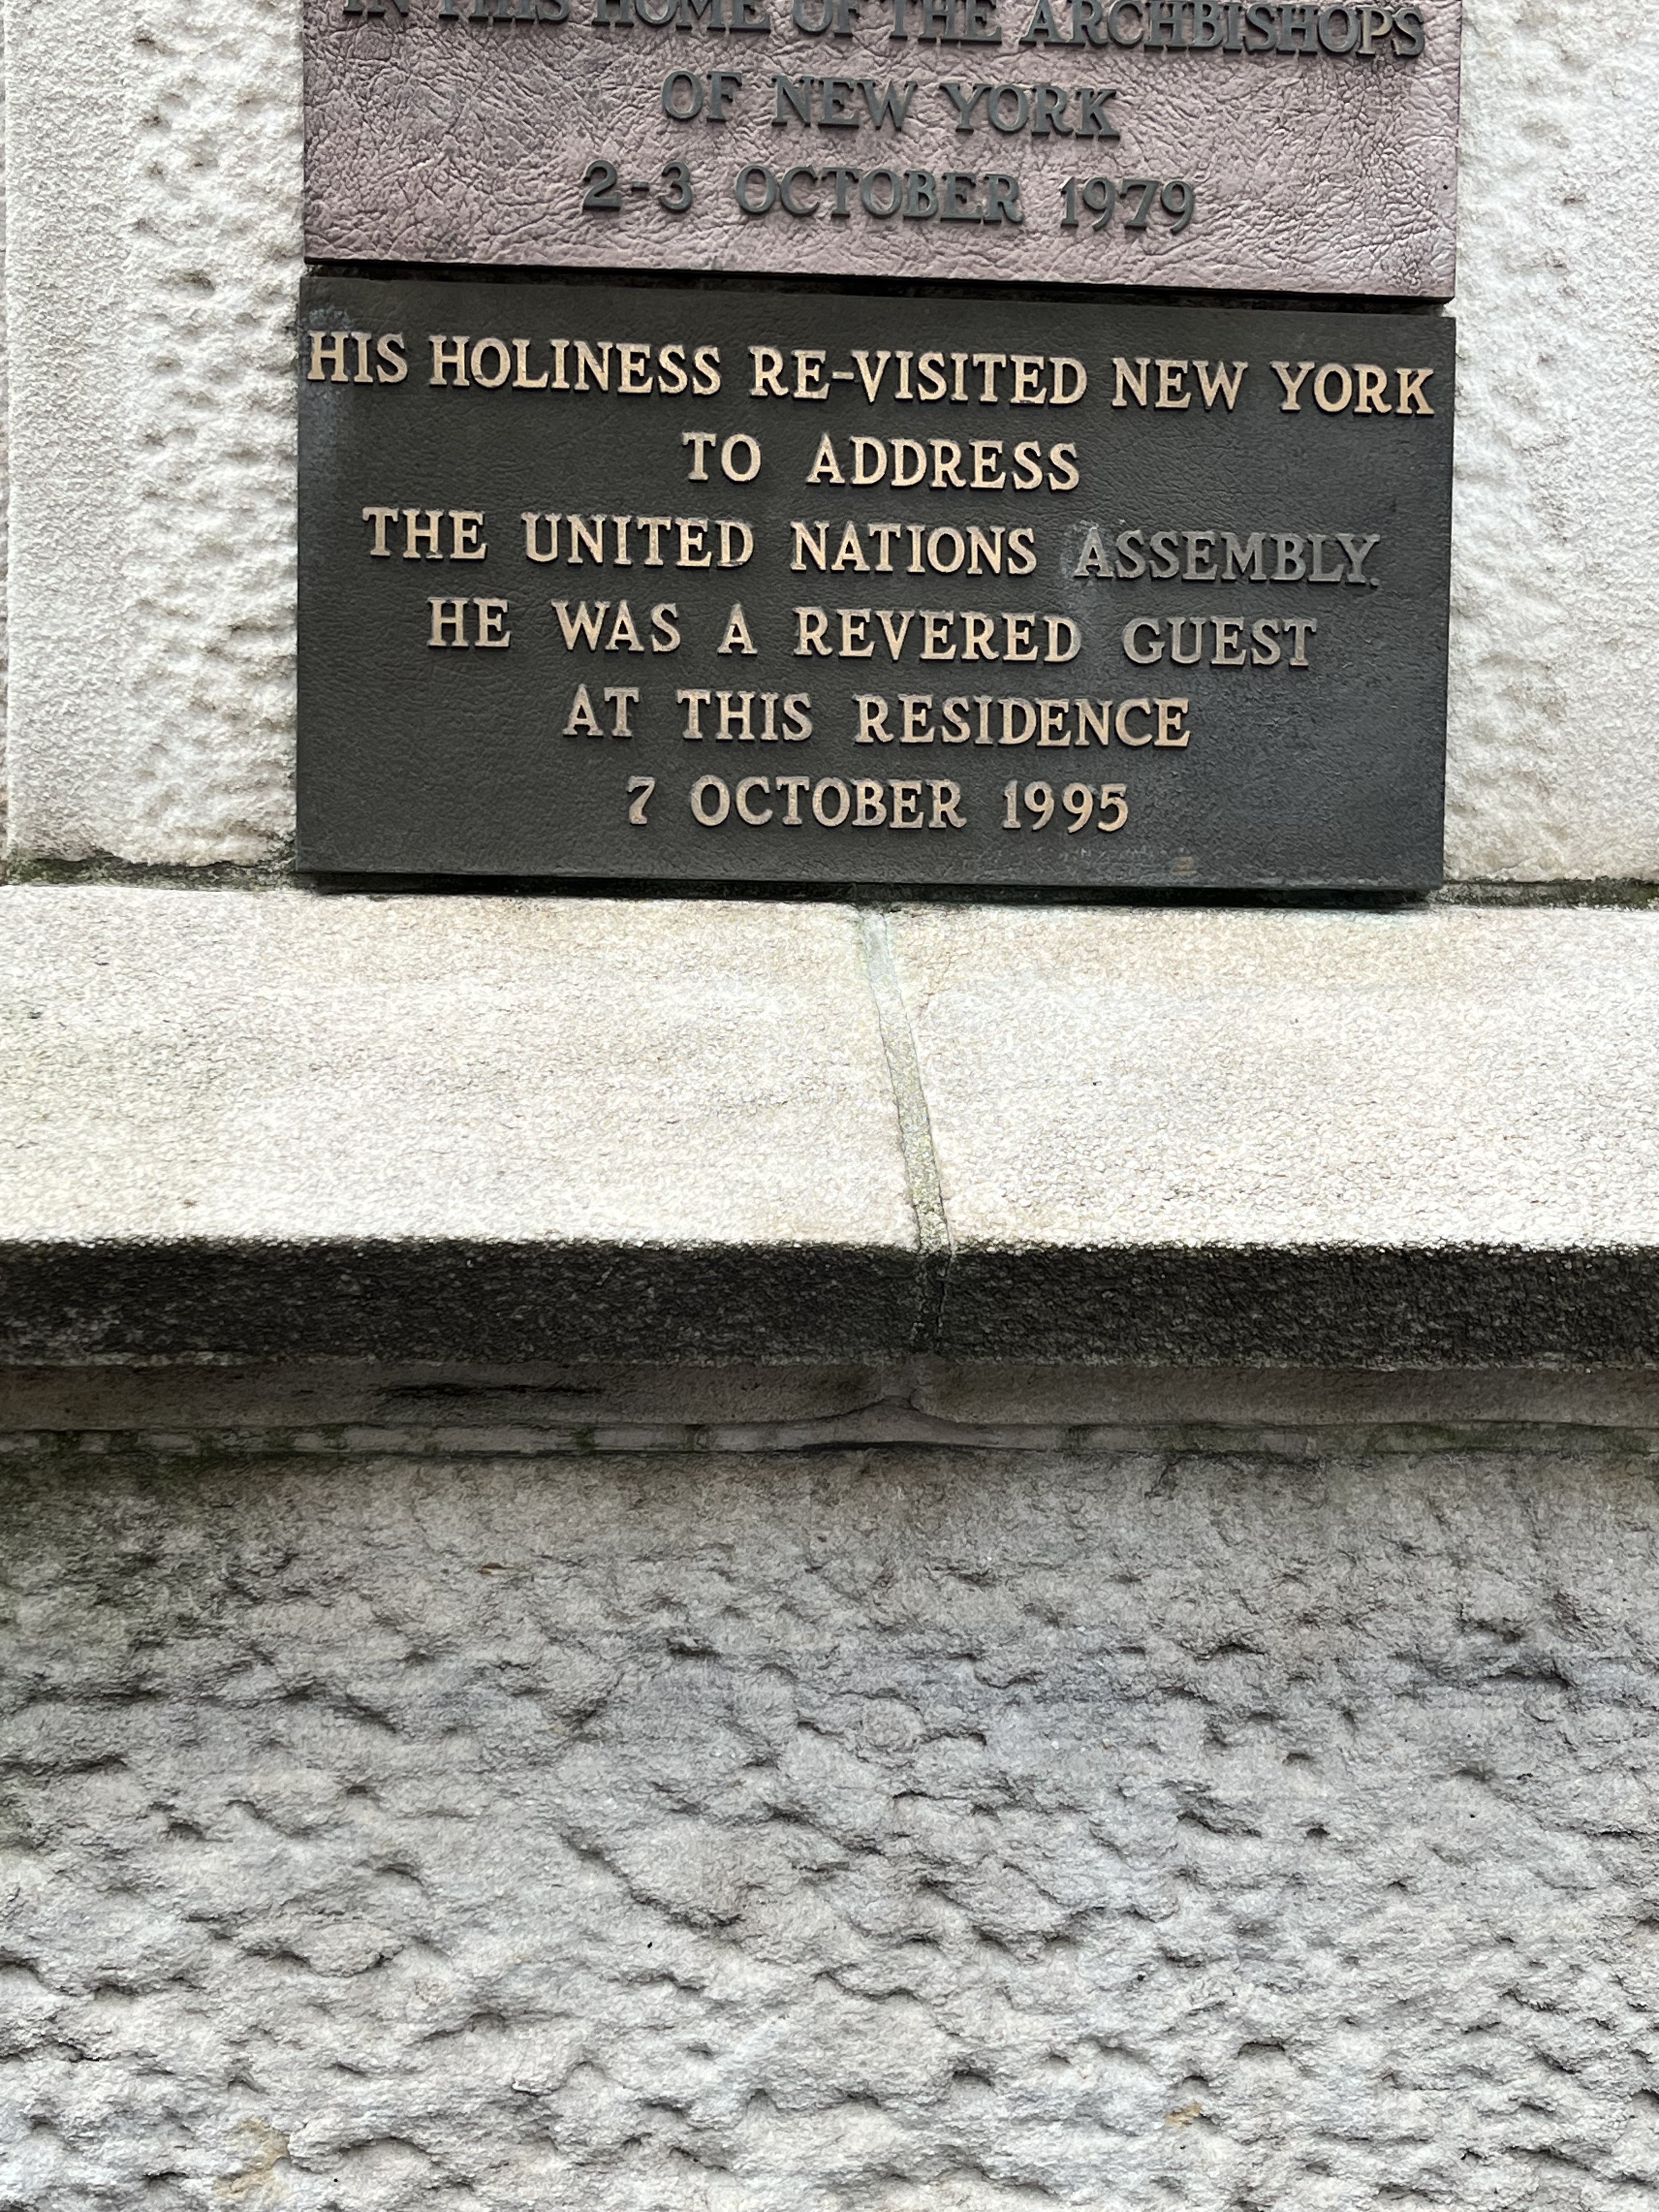 IN THIS HOME OF THE ARCHBISHOPS
OF NEW YORK
2-3 OCTOBER 1979
HIS HOLINESS RE-VISITED NEW YORK
TO ADDRESS
THE UNITED NATIONS ASSEMBLY.
HE WAS A REVERED GUEST
AT THIS RESIDENCE
7 OCTOBER 1995